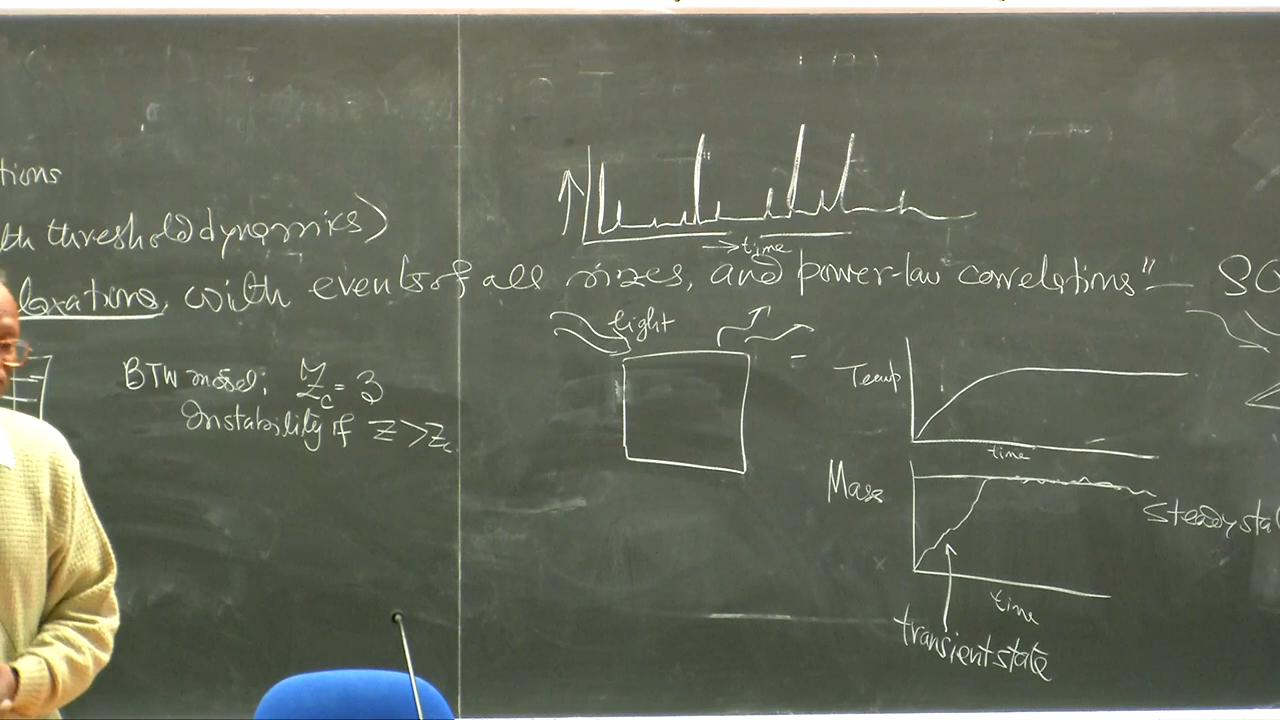 tions
→ time
th threshold dynamics)
laxations, with events of all sizes, and power-law correlations" — SO
light
BTW model; Z_c = 3
Instability if Z > Z_c
Temp
time
Mass
steady sta
time
transient state